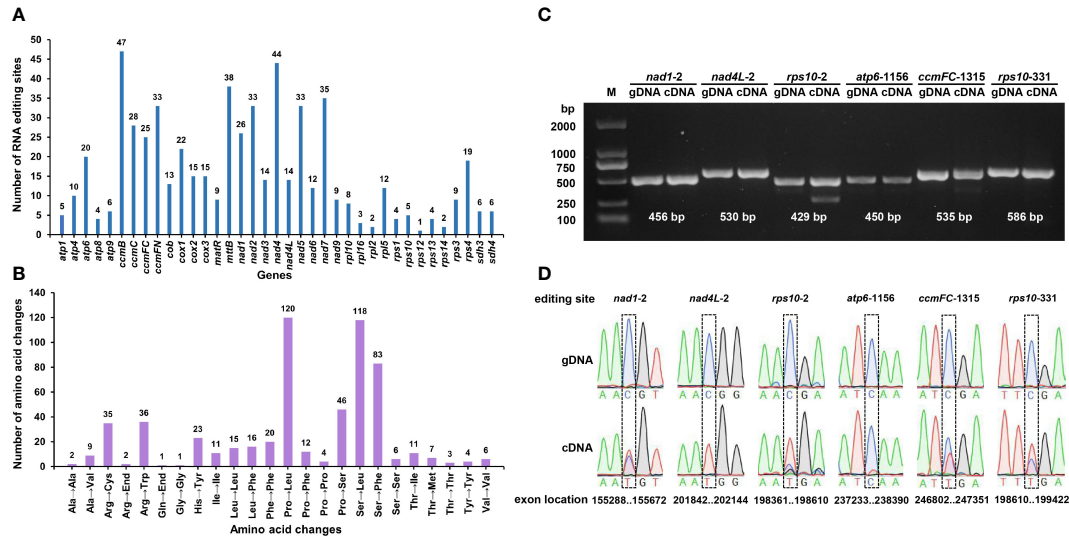 A
Number of RNA editing sites
50
45
40
35
30
25
20
15
10
5
0
5 10 20 4 6 47 28 25 33 13 22 15 15 9 38 26 33 14 44 14 33 12 35 9 8 3 2 12 4 5 1 4 2 9 19 6 6
atp1 atp4 atp6 atp8 atp9 ccmB ccmC ccmFC ccmFN cob cox1 cox2 cox3 matR mttB nad1 nad2 nad3 nad4 nad4L nad5 nad6 nad7 nad9 rpl10 rpl16 rpl2 rpl5 rps1 rps10 rps12 rps13 rps14 rps3 rps4 sdh3 sdh4
Genes
B
Number of amino acid changes
140
120
100
80
60
40
20
0
2 9 35 2 36 1 1 23 11 15 16 20 120 12 4 46 118 83 6 11 7 3 4 6
Ala→Ala Ala→Val Arg→Cys Arg→End Arg→Trp Gln→End Gly→Gly His→Tyr Ile→Ile Leu→Leu Leu→Phe Phe→Phe Pro→Leu Pro→Phe Pro→Pro Pro→Ser Ser→Leu Ser→Phe Ser→Ser Thr→Ile Thr→Met Thr→Thr Tyr→Tyr Val→Val
Amino acid changes
C
nad1-2 nad4L-2 rps10-2 atp6-1156 ccmFC-1315 rps10-331
M gDNA cDNA gDNA cDNA gDNA cDNA gDNA cDNA gDNA cDNA gDNA cDNA
bp
2000
1000
750
500
250
100
456 bp 530 bp 429 bp 450 bp 535 bp 586 bp
D
editing site nad1-2 nad4L-2 rps10-2 atp6-1156 ccmFC-1315 rps10-331
gDNA
A A C G T A A C G G A A C G A A T C A A A T C G A T T C G A
cDNA
A A T G T A A T G G A A T G A A T C A A A T T G A T T T G A
exon location 155288..155672 201842..202144 198361..198610 237233..238390 246802..247351 198610..199422